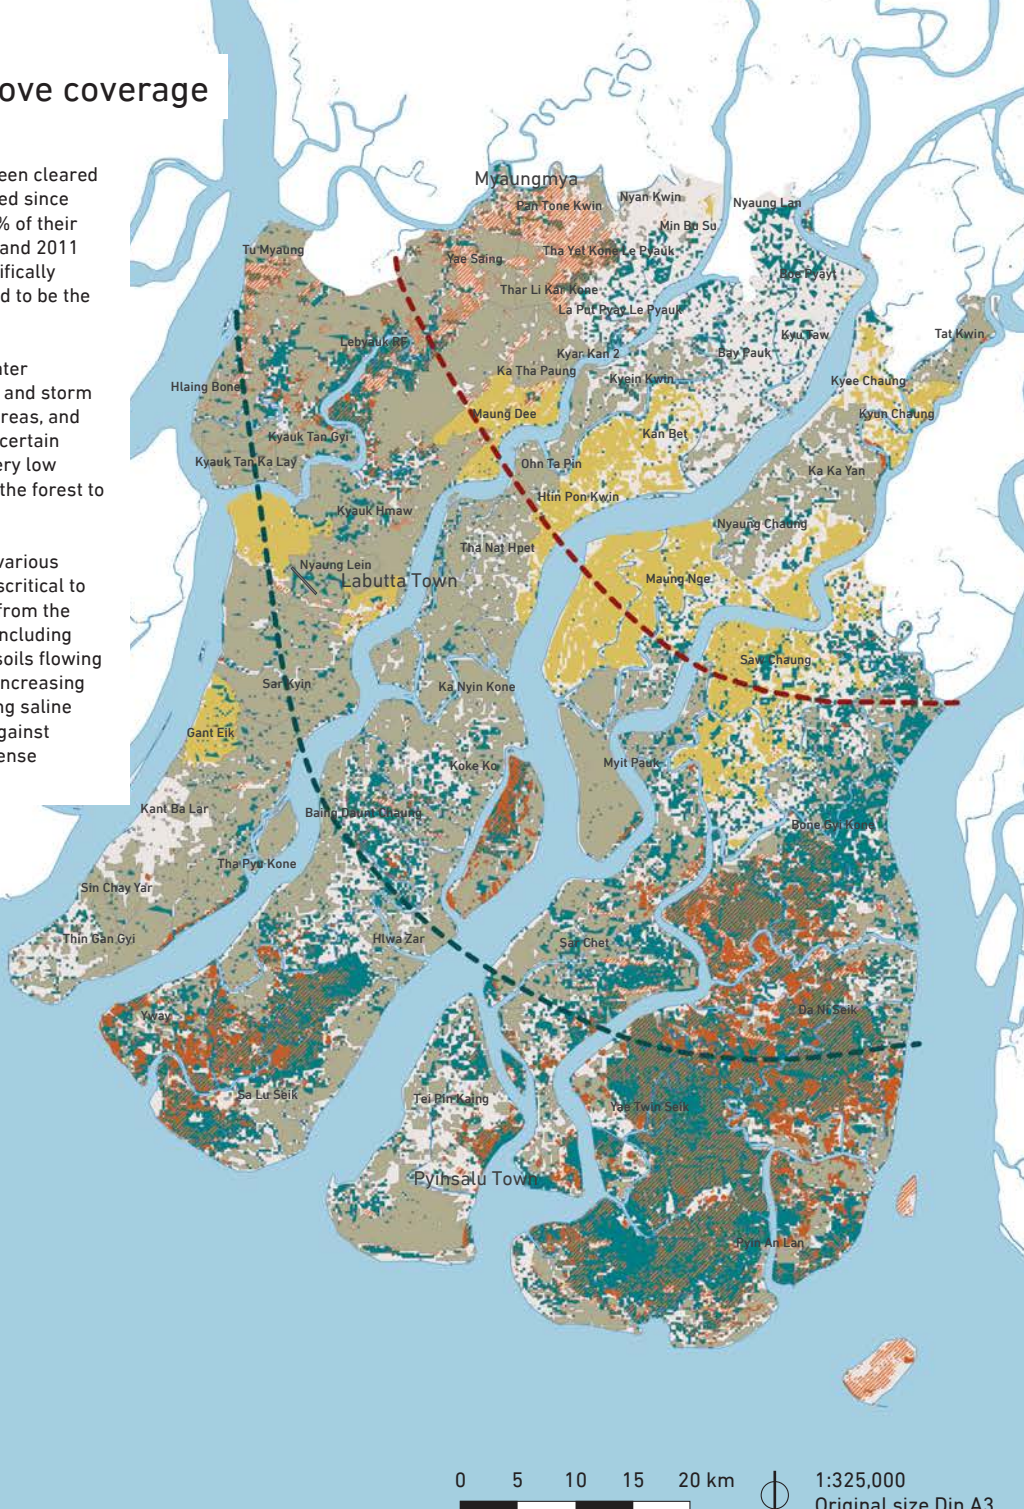 ove coverage
een cleared
ed since
% of their
and 2011
ifically
d to be the
ater
and storm
reas, and
certain
ery low
the forest to
various
scritical to
from the
ncluding
soils flowing
ncreasing
ng saline
gainst
ense
Myaungmya
Pan Tone Kwin
Nyan Kwin
Nyaung Lan
Min Bu Su
Tu Myaung
Yae Saing
Tha Yet Kone Le Pyauk
Boe Pyayt
Thar Li Kar Kone
La Put Pyay Le Pyauk
Kyu Taw
Tat Kwin
Lebyauk RF
Kyar Kan 2
Bay Pauk
Ka Tha Paung
Kyein Kwin
Kyee Chaung
Hlaing Bone
Maung Dee
Kyun Chaung
Kyauk Tan Gyi
Kan Bet
Kyauk Tan Ka Lay
Ohn Ta Pin
Ka Ka Yan
Htin Pon Kwin
Kyauk Hmaw
Nyaung Chaung
Tha Nat Hpet
Nyaung Lein
Labutta Town
Maung Nge
Saw Chaung
Sar Kyin
Ka Nyin Kone
Gant Eik
Koke Ko
Myit Pauk
Kant Ba Lar
Baing Daunt Chaung
Bone Gyi Kone
Tha Pyu Kone
Sin Chay Yar
Thin Gan Gyi
Hlwa Zar
Sar Chet
Yway
Da Ni Seik
Sa Lu Seik
Tei Pin Kaing
Yae Twin Seik
Pyinsalu Town
Pyin An Lan
0 5 10 15 20 km
1:325,000
Original size Din A3